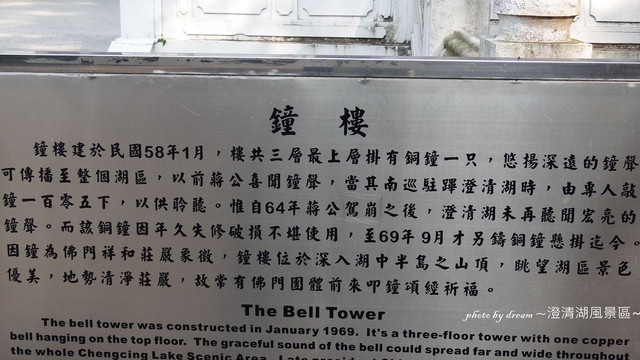 鐘 樓
鐘樓建於民國58年1月，樓共三層最上層掛有銅鐘一只，悠揚深遠的鐘聲
可傳播至整個湖區，以前蔣公喜聞鐘聲，當其南巡駐蹕澄清湖時，由專人敲
鐘一百零五下，以供聆聽。惟自64年蔣公駕崩之後，澄清湖未再聽聞宏亮的
鐘聲。而該銅鐘因年久失修破損不堪使用，至69年9月才另鑄銅鐘懸掛迄今。
因鐘為佛門祥和莊嚴象徵，鐘樓位於深入湖中半島之山頂，眺望湖區景色
優美，地勢清淨莊嚴，故常有佛門團體前來叩鐘頌經祈福。
The Bell Tower
The bell tower was constructed in January 1969. It's a three-floor tower with one copper
bell hanging on the top floor. The graceful sound of the bell could spread far and wide throughout
the whole Chengcing Lake Scenic Area. Late president
photo by dream ～澄清湖風景區～